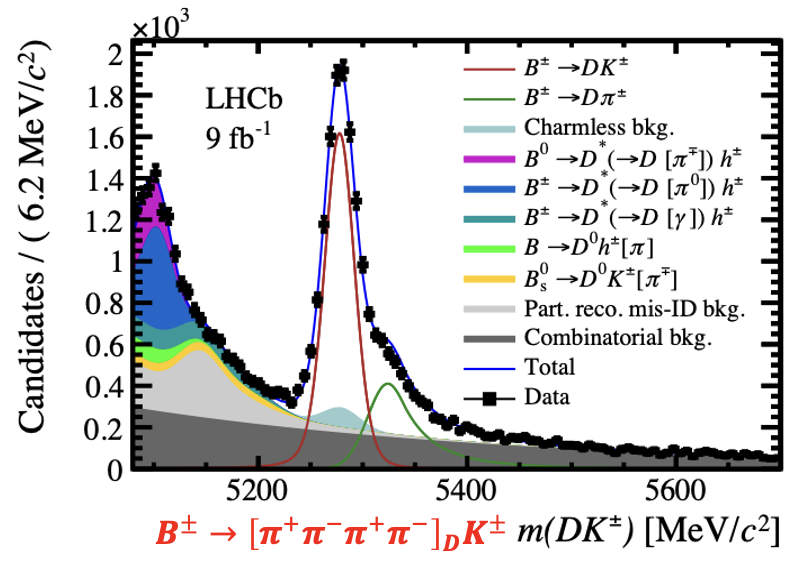 ×10³
Candidates / ( 6.2 MeV/c²)
2
1.8
1.6
1.4
1.2
1
0.8
0.6
0.4
0.2
0
LHCb
9 fb⁻¹
B± →DK±
B± →Dπ±
Charmless bkg.
B⁰ →D*(→D [π∓]) h±
B± →D*(→D [π⁰]) h±
B± →D*(→D [γ]) h±
B →D⁰h±[π]
Bₛ⁰ →D⁰K±[π∓]
Part. reco. mis-ID bkg.
Combinatorial bkg.
Total
Data
5200 5400 5600
B± → [π⁺π⁻π⁺π⁻]_D K± m(DK±) [MeV/c²]